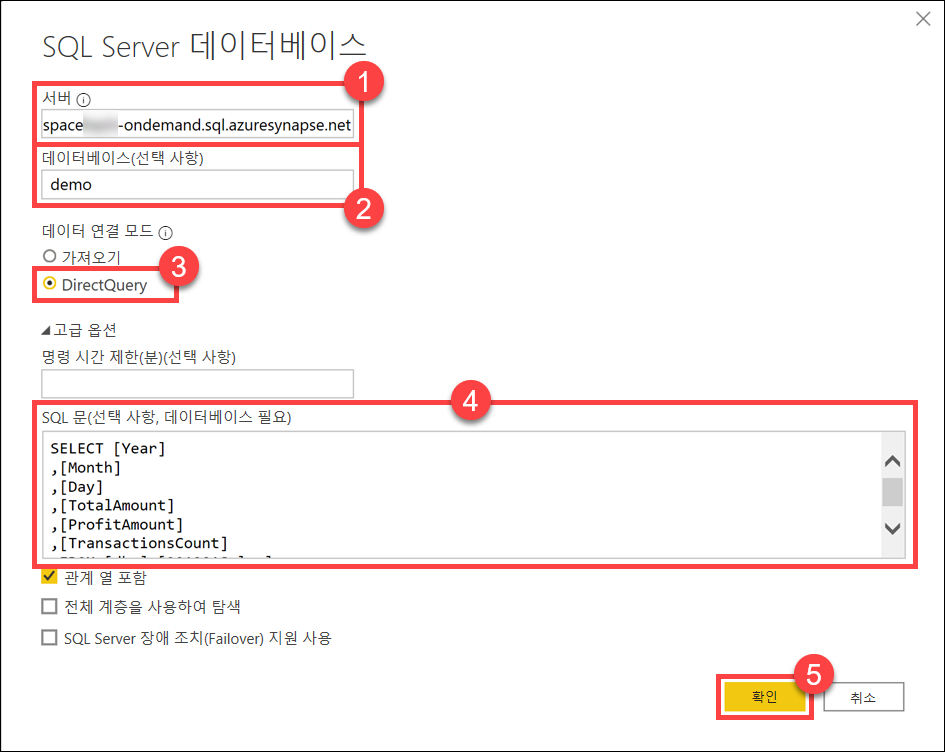 SQL Server 데이터베이스
1
서버
space -ondemand.sql.azuresynapse.net
데이터베이스(선택 사항)
demo
2
데이터 연결 모드
가져오기
3
DirectQuery
고급 옵션
명령 시간 제한(분)(선택 사항)
4
SQL 문(선택 사항, 데이터베이스 필요)
SELECT [Year]
,[Month]
,[Day]
,[TotalAmount]
,[ProfitAmount]
,[TransactionsCount]
관계 열 포함
전체 계층을 사용하여 탐색
SQL Server 장애 조치(Failover) 지원 사용
5
확인
취소